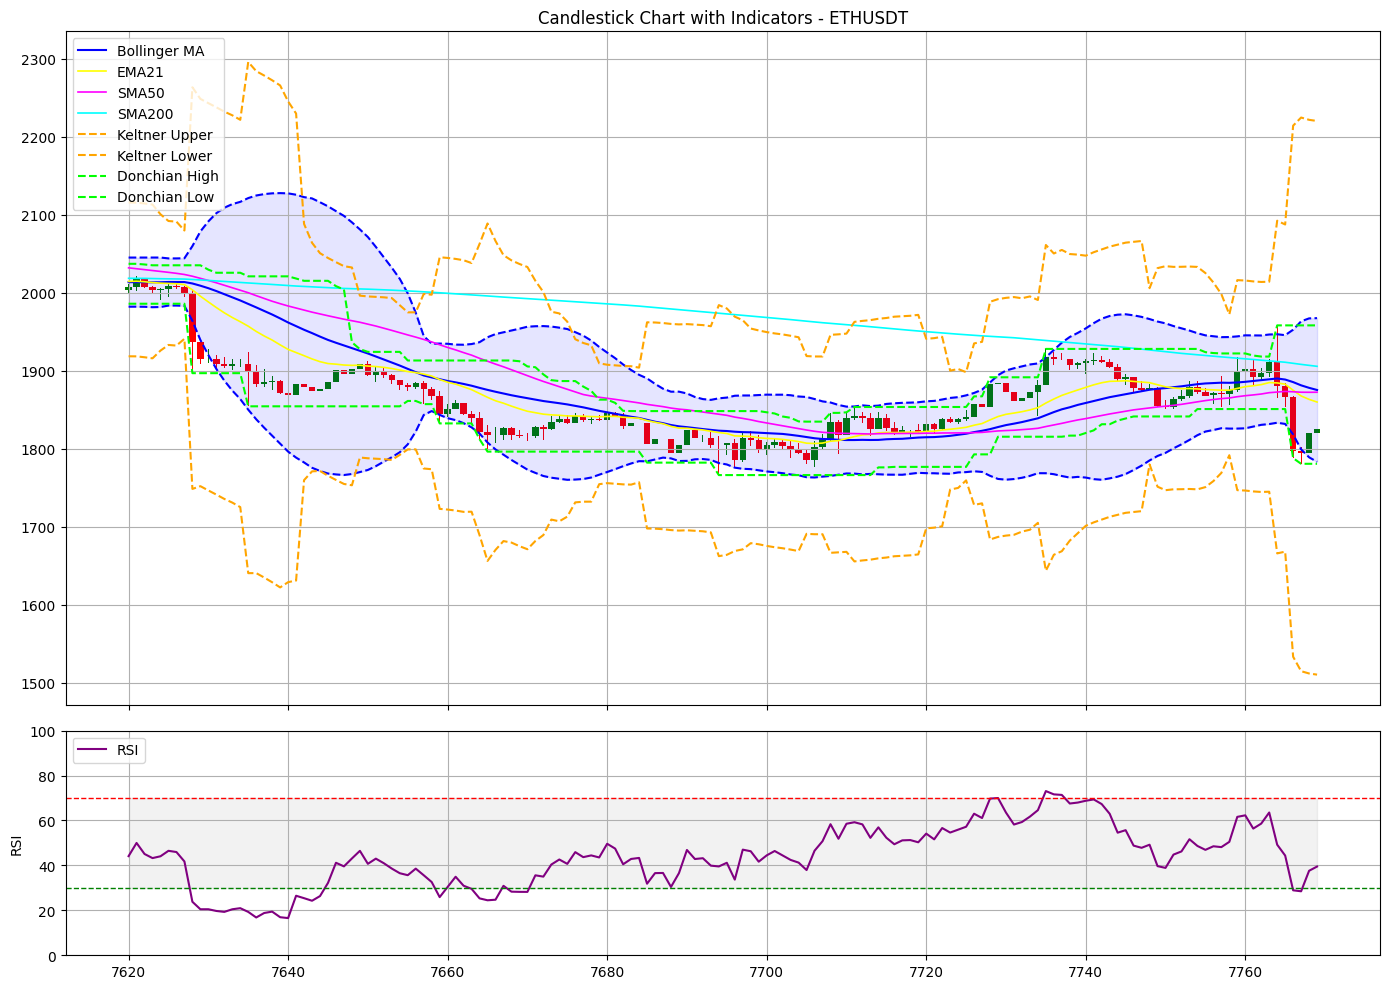 Candlestick Chart with Indicators - ETHUSDT
Bollinger MA
EMA21
SMA50
SMA200
Keltner Upper
Keltner Lower
Donchian High
Donchian Low
2300
2200
2100
2000
1900
1800
1700
1600
1500
RSI
100
80
60
40
20
0
RSI
7620
7640
7660
7680
7700
7720
7740
7760